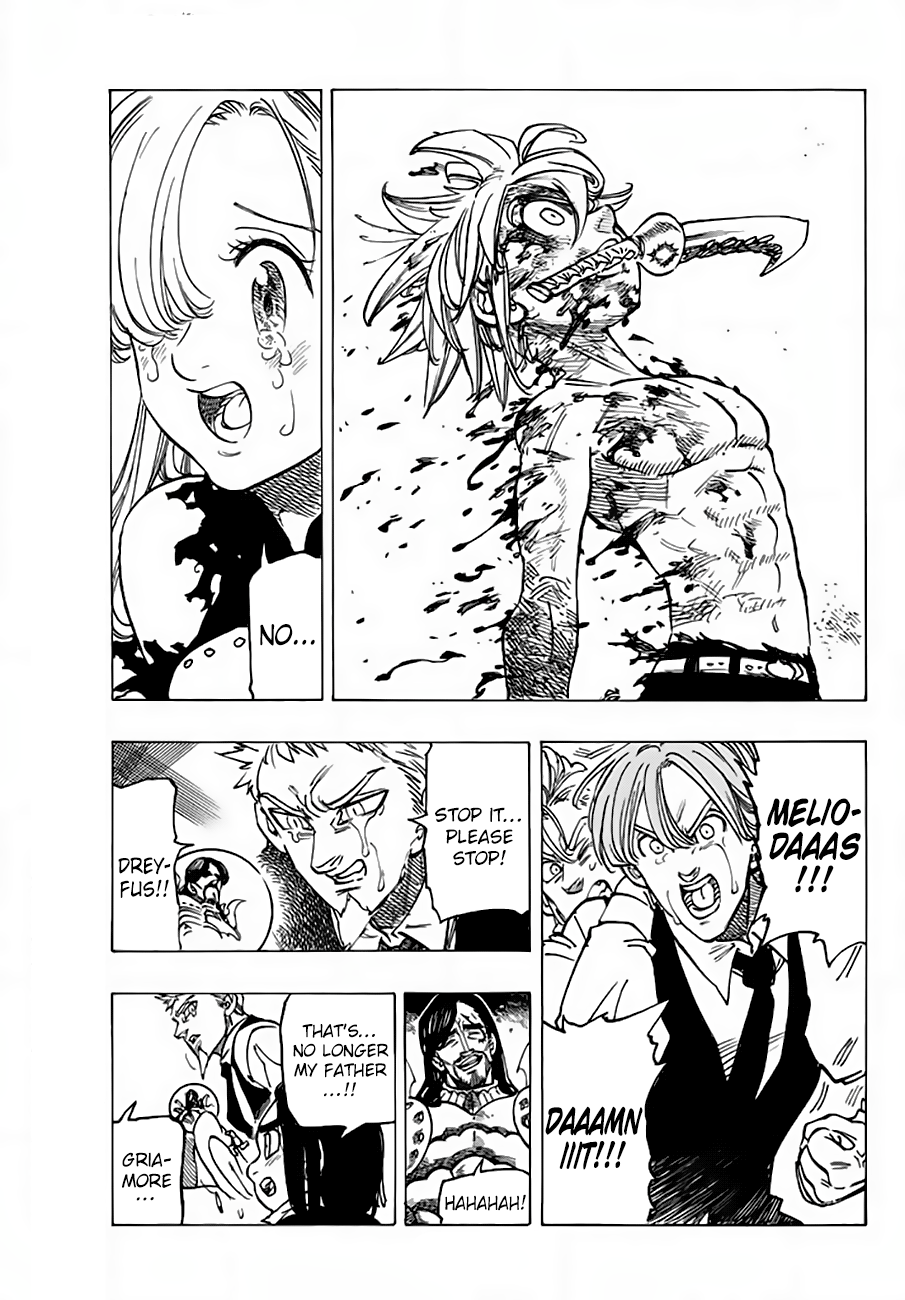 NO...
MELIO-
DAAAS
!!!
DAAAMN
IIIT!!!
STOP IT...
PLEASE
STOP!
DREY-
FUS!!
HAHAHAH!
THAT'S...
NO LONGER
MY FATHER
...!!
GRIA-
MORE
...